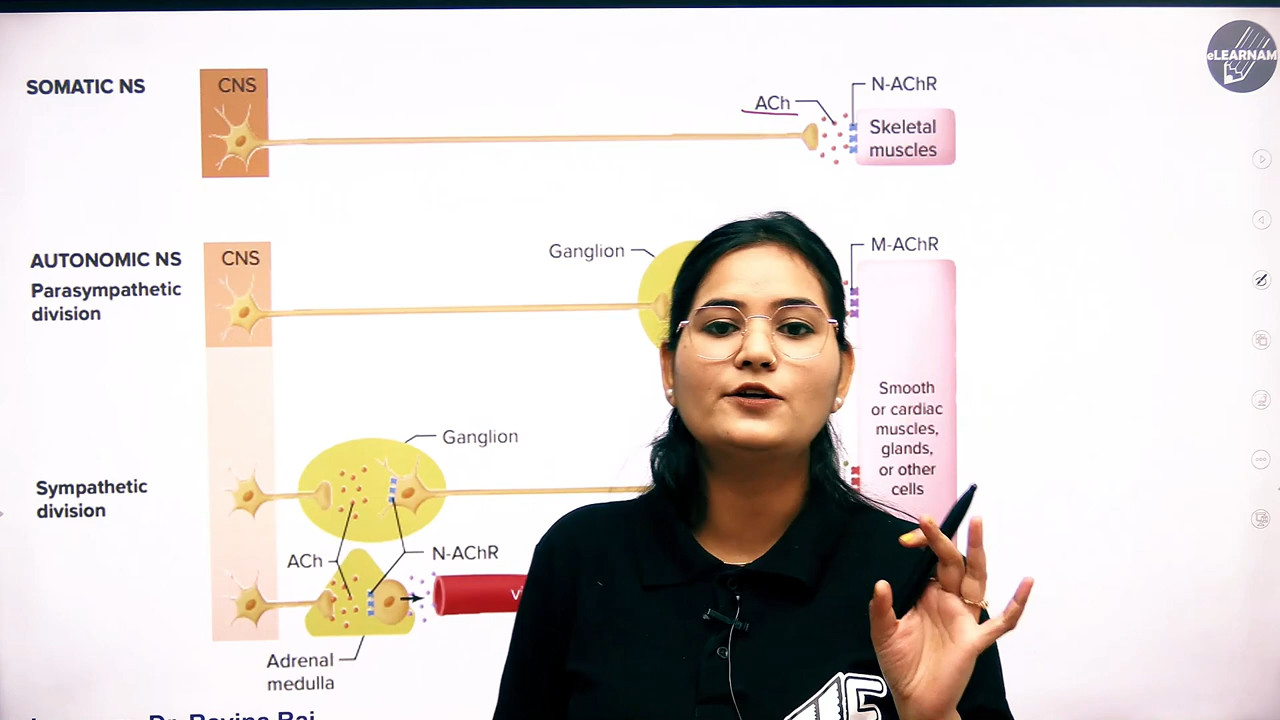 eLEARNAM
SOMATIC NS
CNS
ACh
N-AChR
Skeletal
muscles
AUTONOMIC NS
CNS
Ganglion
M-AChR
Parasympathetic
division
Smooth
or cardiac
muscles,
glands,
or other
cells
Ganglion
Sympathetic
division
ACh
N-AChR
Adrenal
medulla